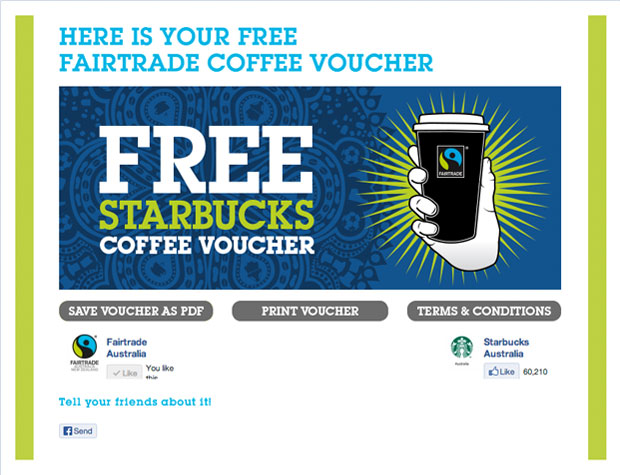 HERE IS YOUR FREE
FAIRTRADE COFFEE VOUCHER
FREE
STARBUCKS
COFFEE VOUCHER
FAIRTRADE
SAVE VOUCHER AS PDF
PRINT VOUCHER
TERMS & CONDITIONS
FAIRTRADE
AUSTRALIA
NEW ZEALAND
Fairtrade
Australia
Like
You like
this
Australia
Starbucks
Australia
Like
60,210
Tell your friends about it!
Send